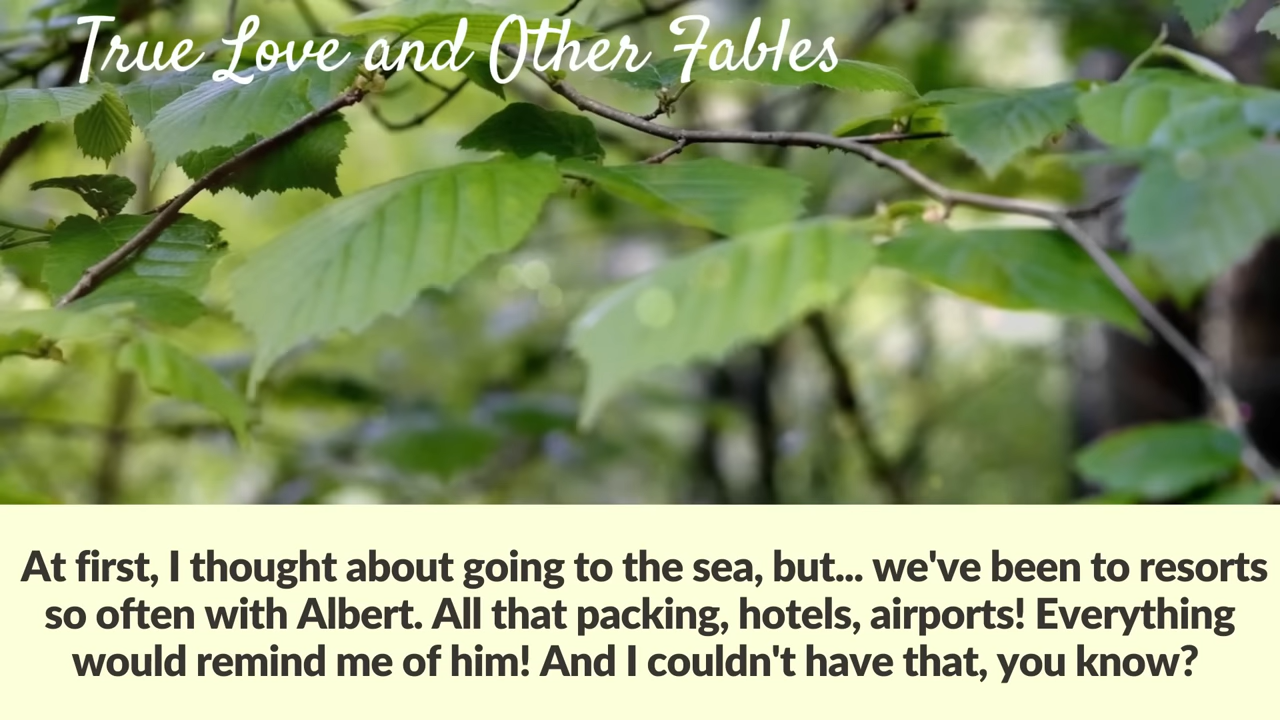 True Love and Other Fables
At first, I thought about going to the sea, but... we've been to resorts
so often with Albert. All that packing, hotels, airports! Everything
would remind me of him! And I couldn't have that, you know?